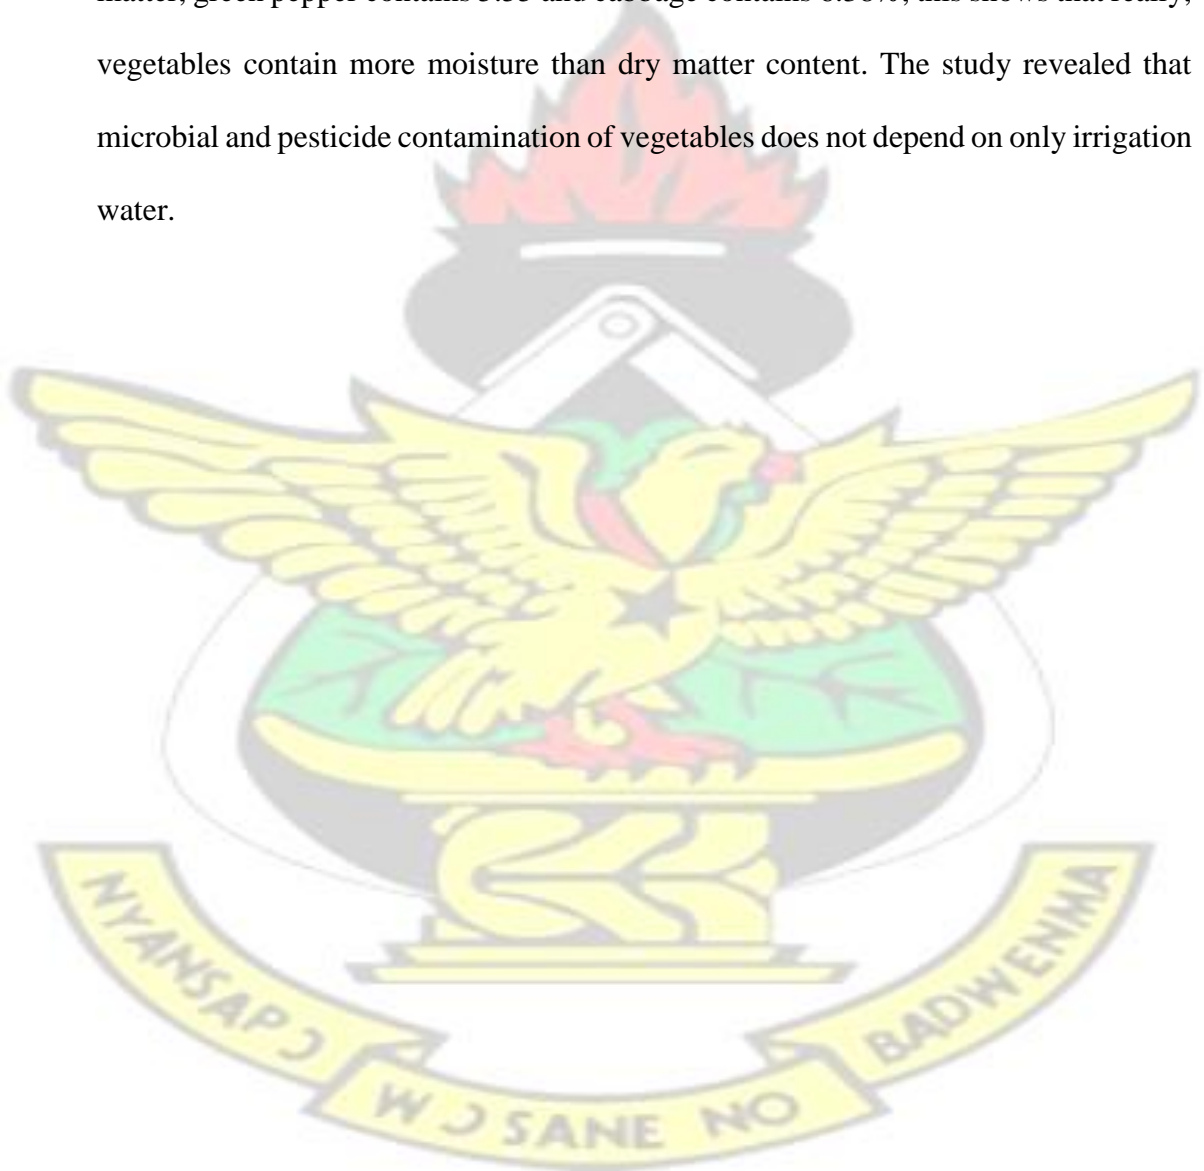 matter, green pepper contains and cabbage contains this shows that really,
vegetables contain more moisture than dry matter content. The study revealed that
microbial and pesticide contamination of vegetables does not depend on only irrigation
water.
NYANSAPƆ
WƆSANE NO
BADWENMA